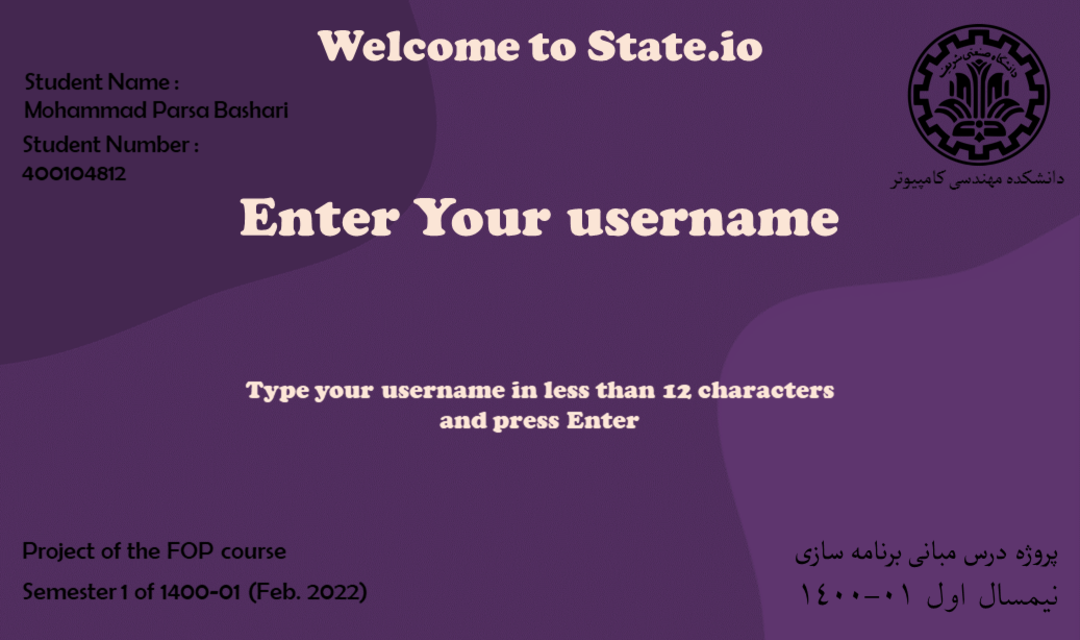 Welcome to State.io
Student Name :
Mohammad Parsa Bashari
Student Number :
400104812
دانشگاه صنعتی شریف
دانشکده مهندسی کامپیوتر
Enter Your username
Type your username in less than 12 characters
and press Enter
Project of the FOP course
Semester 1 of 1400-01 (Feb. 2022)
پروژه درس مبانی برنامه سازی
نیمسال اول ۰۱-۱٤۰۰